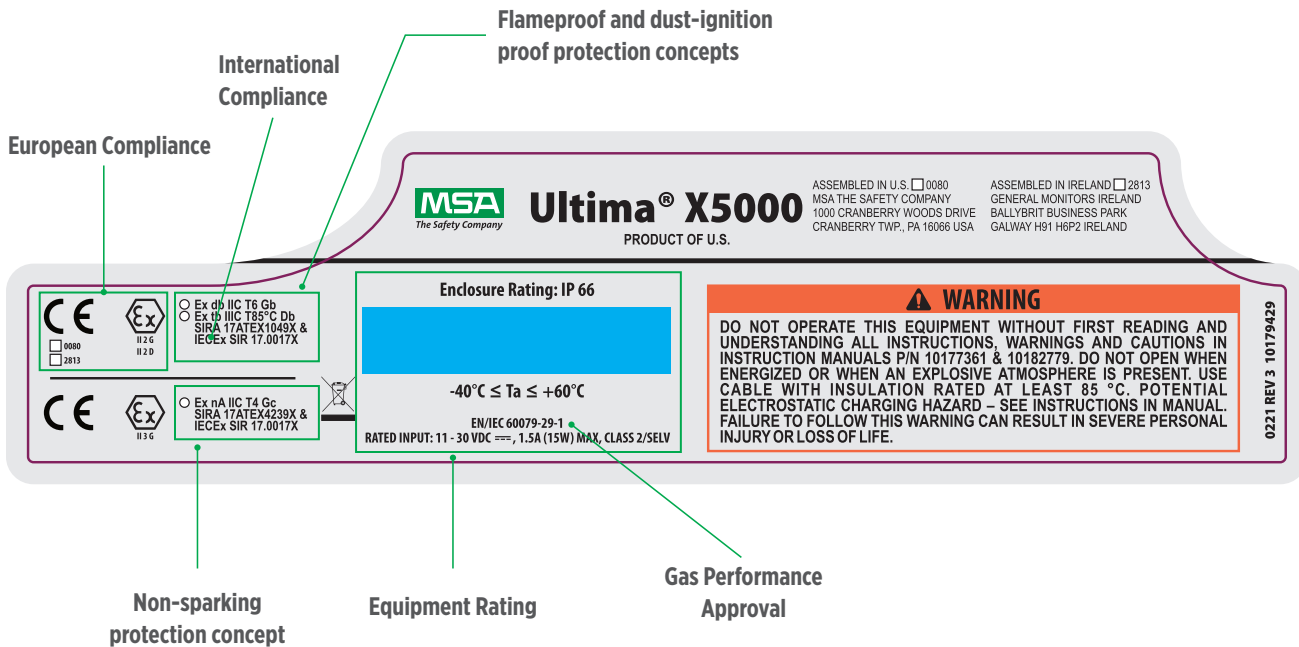 Flameproof and dust-ignition
proof protection concepts
International
Compliance
European Compliance
MSA
The Safety Company
Ultima® X5000
PRODUCT OF U.S.
ASSEMBLED IN U.S. 0080
MSA THE SAFETY COMPANY
1000 CRANBERRY WOODS DRIVE
CRANBERRY TWP., PA 16066 USA
ASSEMBLED IN IRELAND 2813
GENERAL MONITORS IRELAND
BALLYBRIT BUSINESS PARK
GALWAY H91 H6P2 IRELAND
CE
0080
2813
Ex
II 2 G
II 2 D
Ex db IIC T6 Gb
Ex tb IIIC T85°C Db
SIRA 17ATEX1049X &
IECEx SIR 17.0017X
CE
Ex
II 3 G
Ex nA IIC T4 Gc
SIRA 17ATEX4239X &
IECEx SIR 17.0017X
Enclosure Rating: IP 66
-40°C ≤ Ta ≤ +60°C
EN/IEC 60079-29-1
RATED INPUT: 11 - 30 VDC ⎓, 1.5A (15W) MAX, CLASS 2/SELV
WARNING
DO NOT OPERATE THIS EQUIPMENT WITHOUT FIRST READING AND
UNDERSTANDING ALL INSTRUCTIONS, WARNINGS AND CAUTIONS IN
INSTRUCTION MANUALS P/N 10177361 & 10182779. DO NOT OPEN WHEN
ENERGIZED OR WHEN AN EXPLOSIVE ATMOSPHERE IS PRESENT. USE
CABLE WITH INSULATION RATED AT LEAST 85 °C. POTENTIAL
ELECTROSTATIC CHARGING HAZARD – SEE INSTRUCTIONS IN MANUAL.
FAILURE TO FOLLOW THIS WARNING CAN RESULT IN SEVERE PERSONAL
INJURY OR LOSS OF LIFE.
0221 REV 3 10179429
Non-sparking
protection concept
Equipment Rating
Gas Performance
Approval